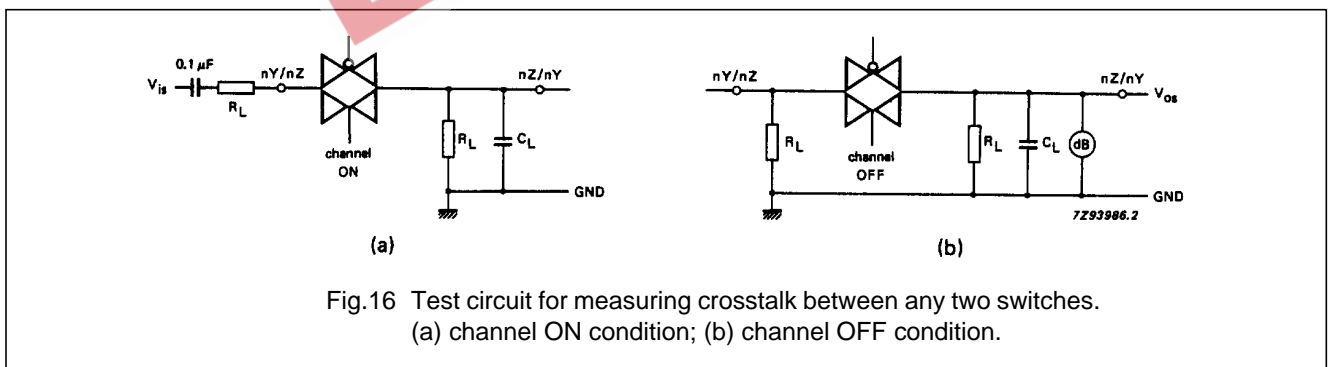 0.1 μF
V_is
R_L
nY/nZ
channel
ON
R_L
C_L
nZ/nY
GND
(a)
nY/nZ
R_L
channel
OFF
R_L
C_L
dB
nZ/nY
V_os
GND
7Z93986.2
(b)
Fig.16 Test circuit for measuring crosstalk between any two switches.
(a) channel ON condition; (b) channel OFF condition.